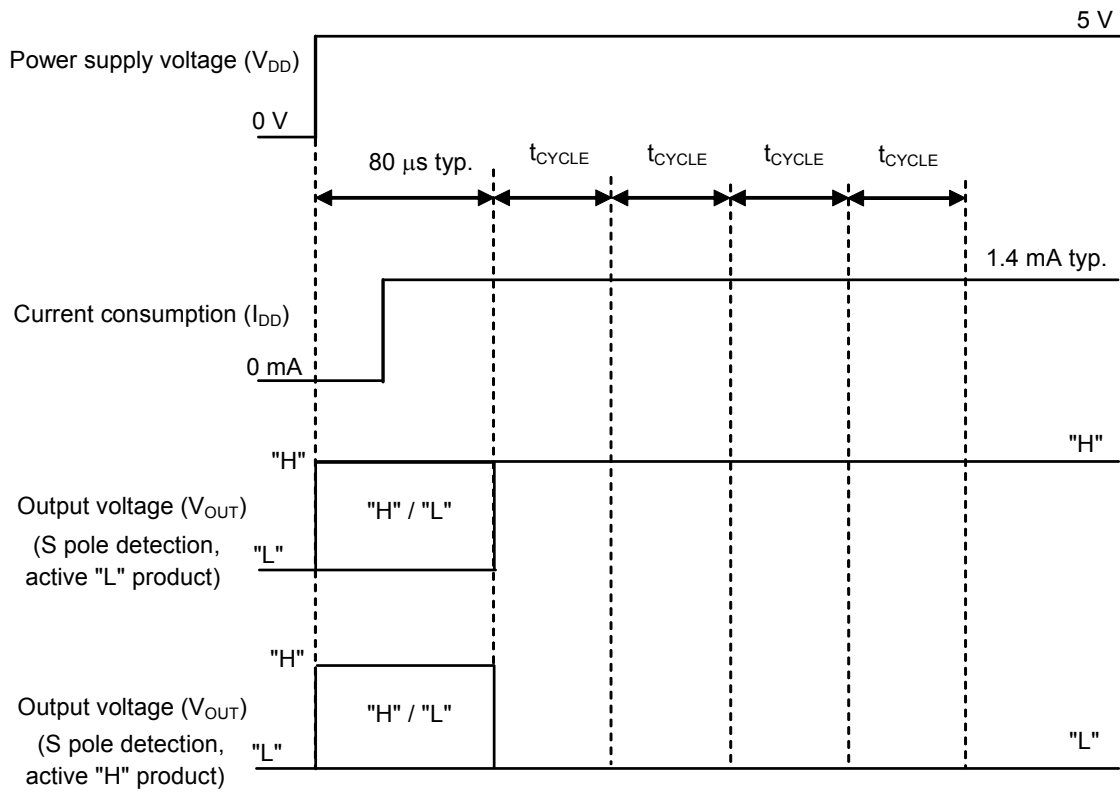 5 V
Power supply voltage (VDD)
0 V
80 μs typ.
tCYCLE
tCYCLE
tCYCLE
tCYCLE
1.4 mA typ.
Current consumption (IDD)
0 mA
"H"
"H"
Output voltage (VOUT)
(S pole detection,
active "L" product)
"H" / "L"
"L"
"H"
Output voltage (VOUT)
(S pole detection,
active "H" product)
"H" / "L"
"L"
"L"